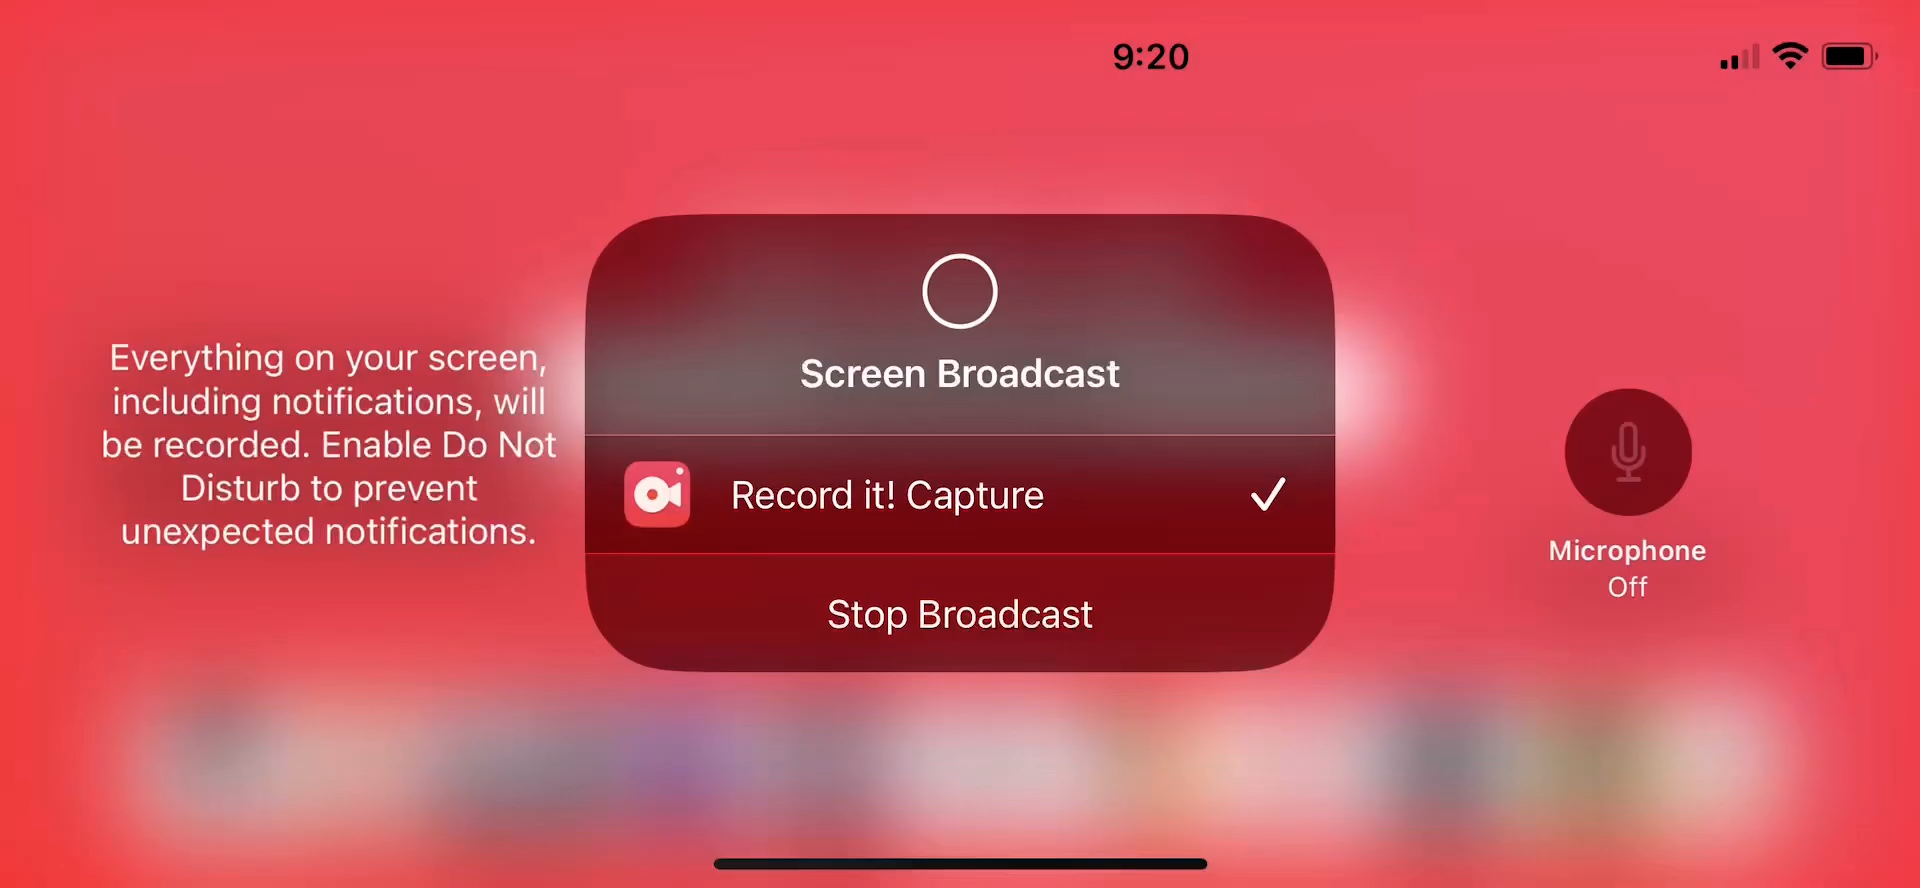 9:20
Everything on your screen,
including notifications, will
be recorded. Enable Do Not
Disturb to prevent
unexpected notifications.
Screen Broadcast
Record it! Capture
Stop Broadcast
Microphone
Off